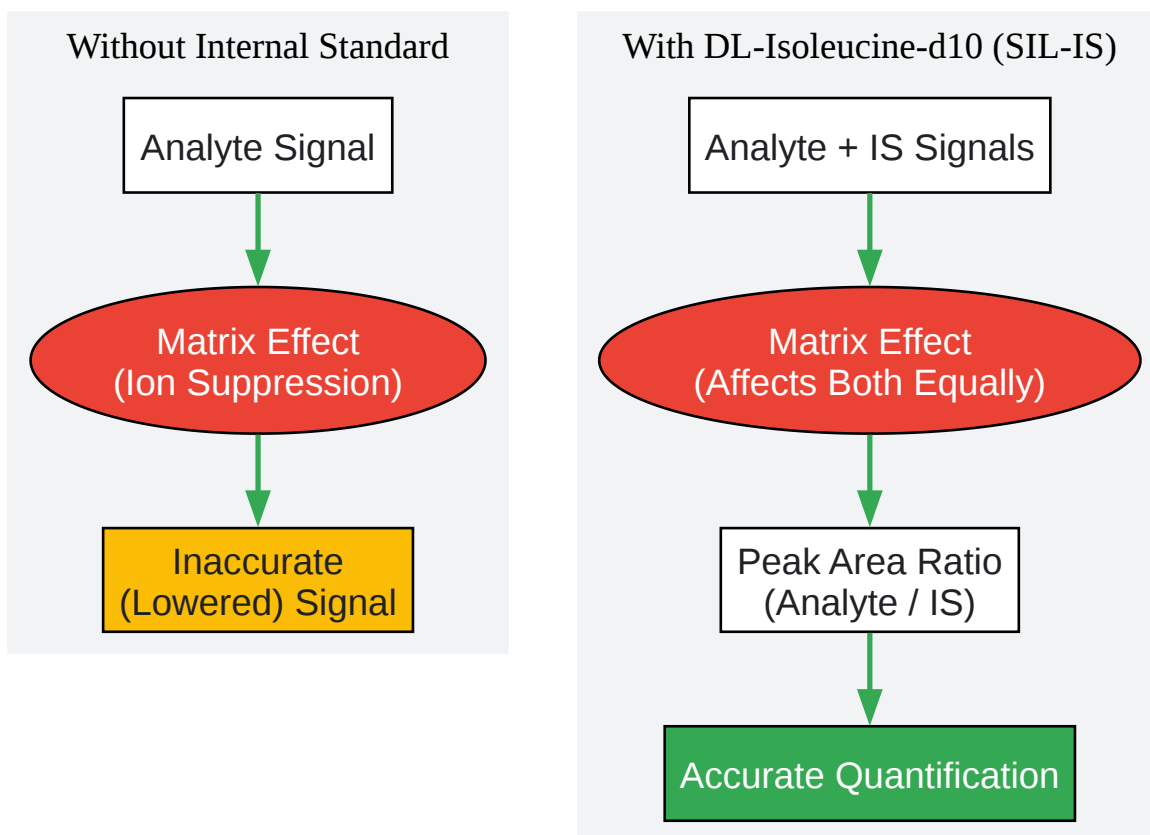 Without Internal Standard
Analyte Signal
Matrix Effect
(Ion Suppression)
Inaccurate
(Lowered) Signal
With DL-Isoleucine-d10 (SIL-IS)
Analyte + IS Signals
Matrix Effect
(Affects Both Equally)
Peak Area Ratio
(Analyte / IS)
Accurate Quantification